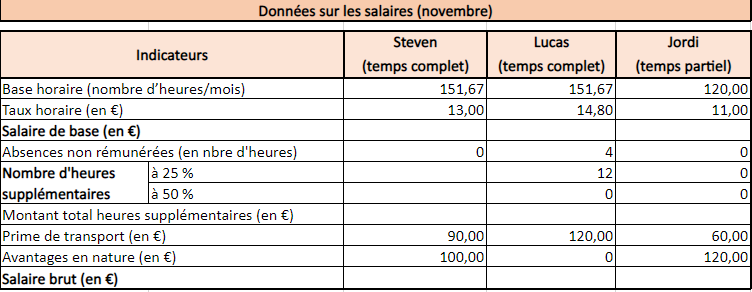 Données sur les salaires (novembre)
Indicateurs Steven (temps complet) Lucas (temps complet) Jordi (temps partiel)
Base horaire (nombre d'heures/mois) 151,67 151,67 120,00
Taux horaire (en €) 13,00 14,80 11,00
Salaire de base (en €)
Absences non rémunérées (en nbre d'heures) 0 4 0
Nombre d'heures supplémentaires à 25 % 12 0
à 50 % 0 0
Montant total heures supplémentaires (en €)
Prime de transport (en €) 90,00 120,00 60,00
Avantages en nature (en €) 100,00 0 120,00
Salaire brut (en €)